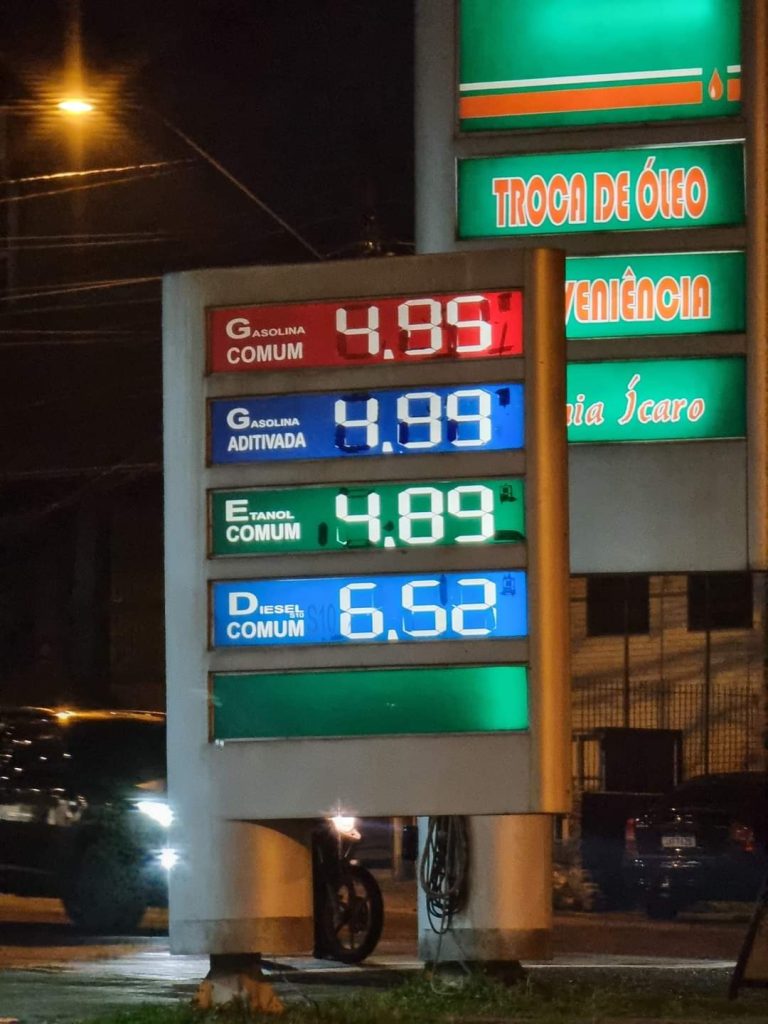 TROCA DE ÓLEO
VENIÊNCIA
ia Ícaro
GASOLINA
COMUM
4.95
GASOLINA
ADITIVADA
4.99
ETANOL
COMUM
4.89
DIESEL
S10
COMUM
6.52